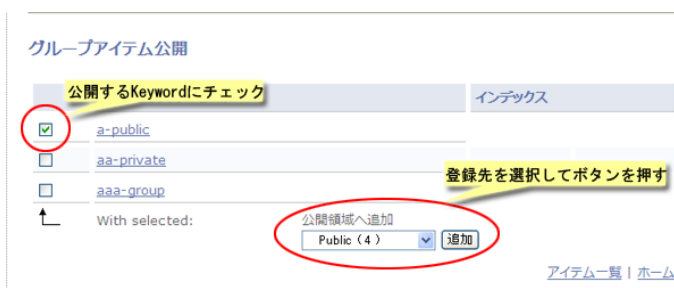 グループアイテム公開
公開するKeywordにチェック
インデックス
a-public
aa-private
aaa-group
登録先を選択してボタンを押す
With selected:
公開領域へ追加
Public（4）
追加
アイテム一覧 | ホーム